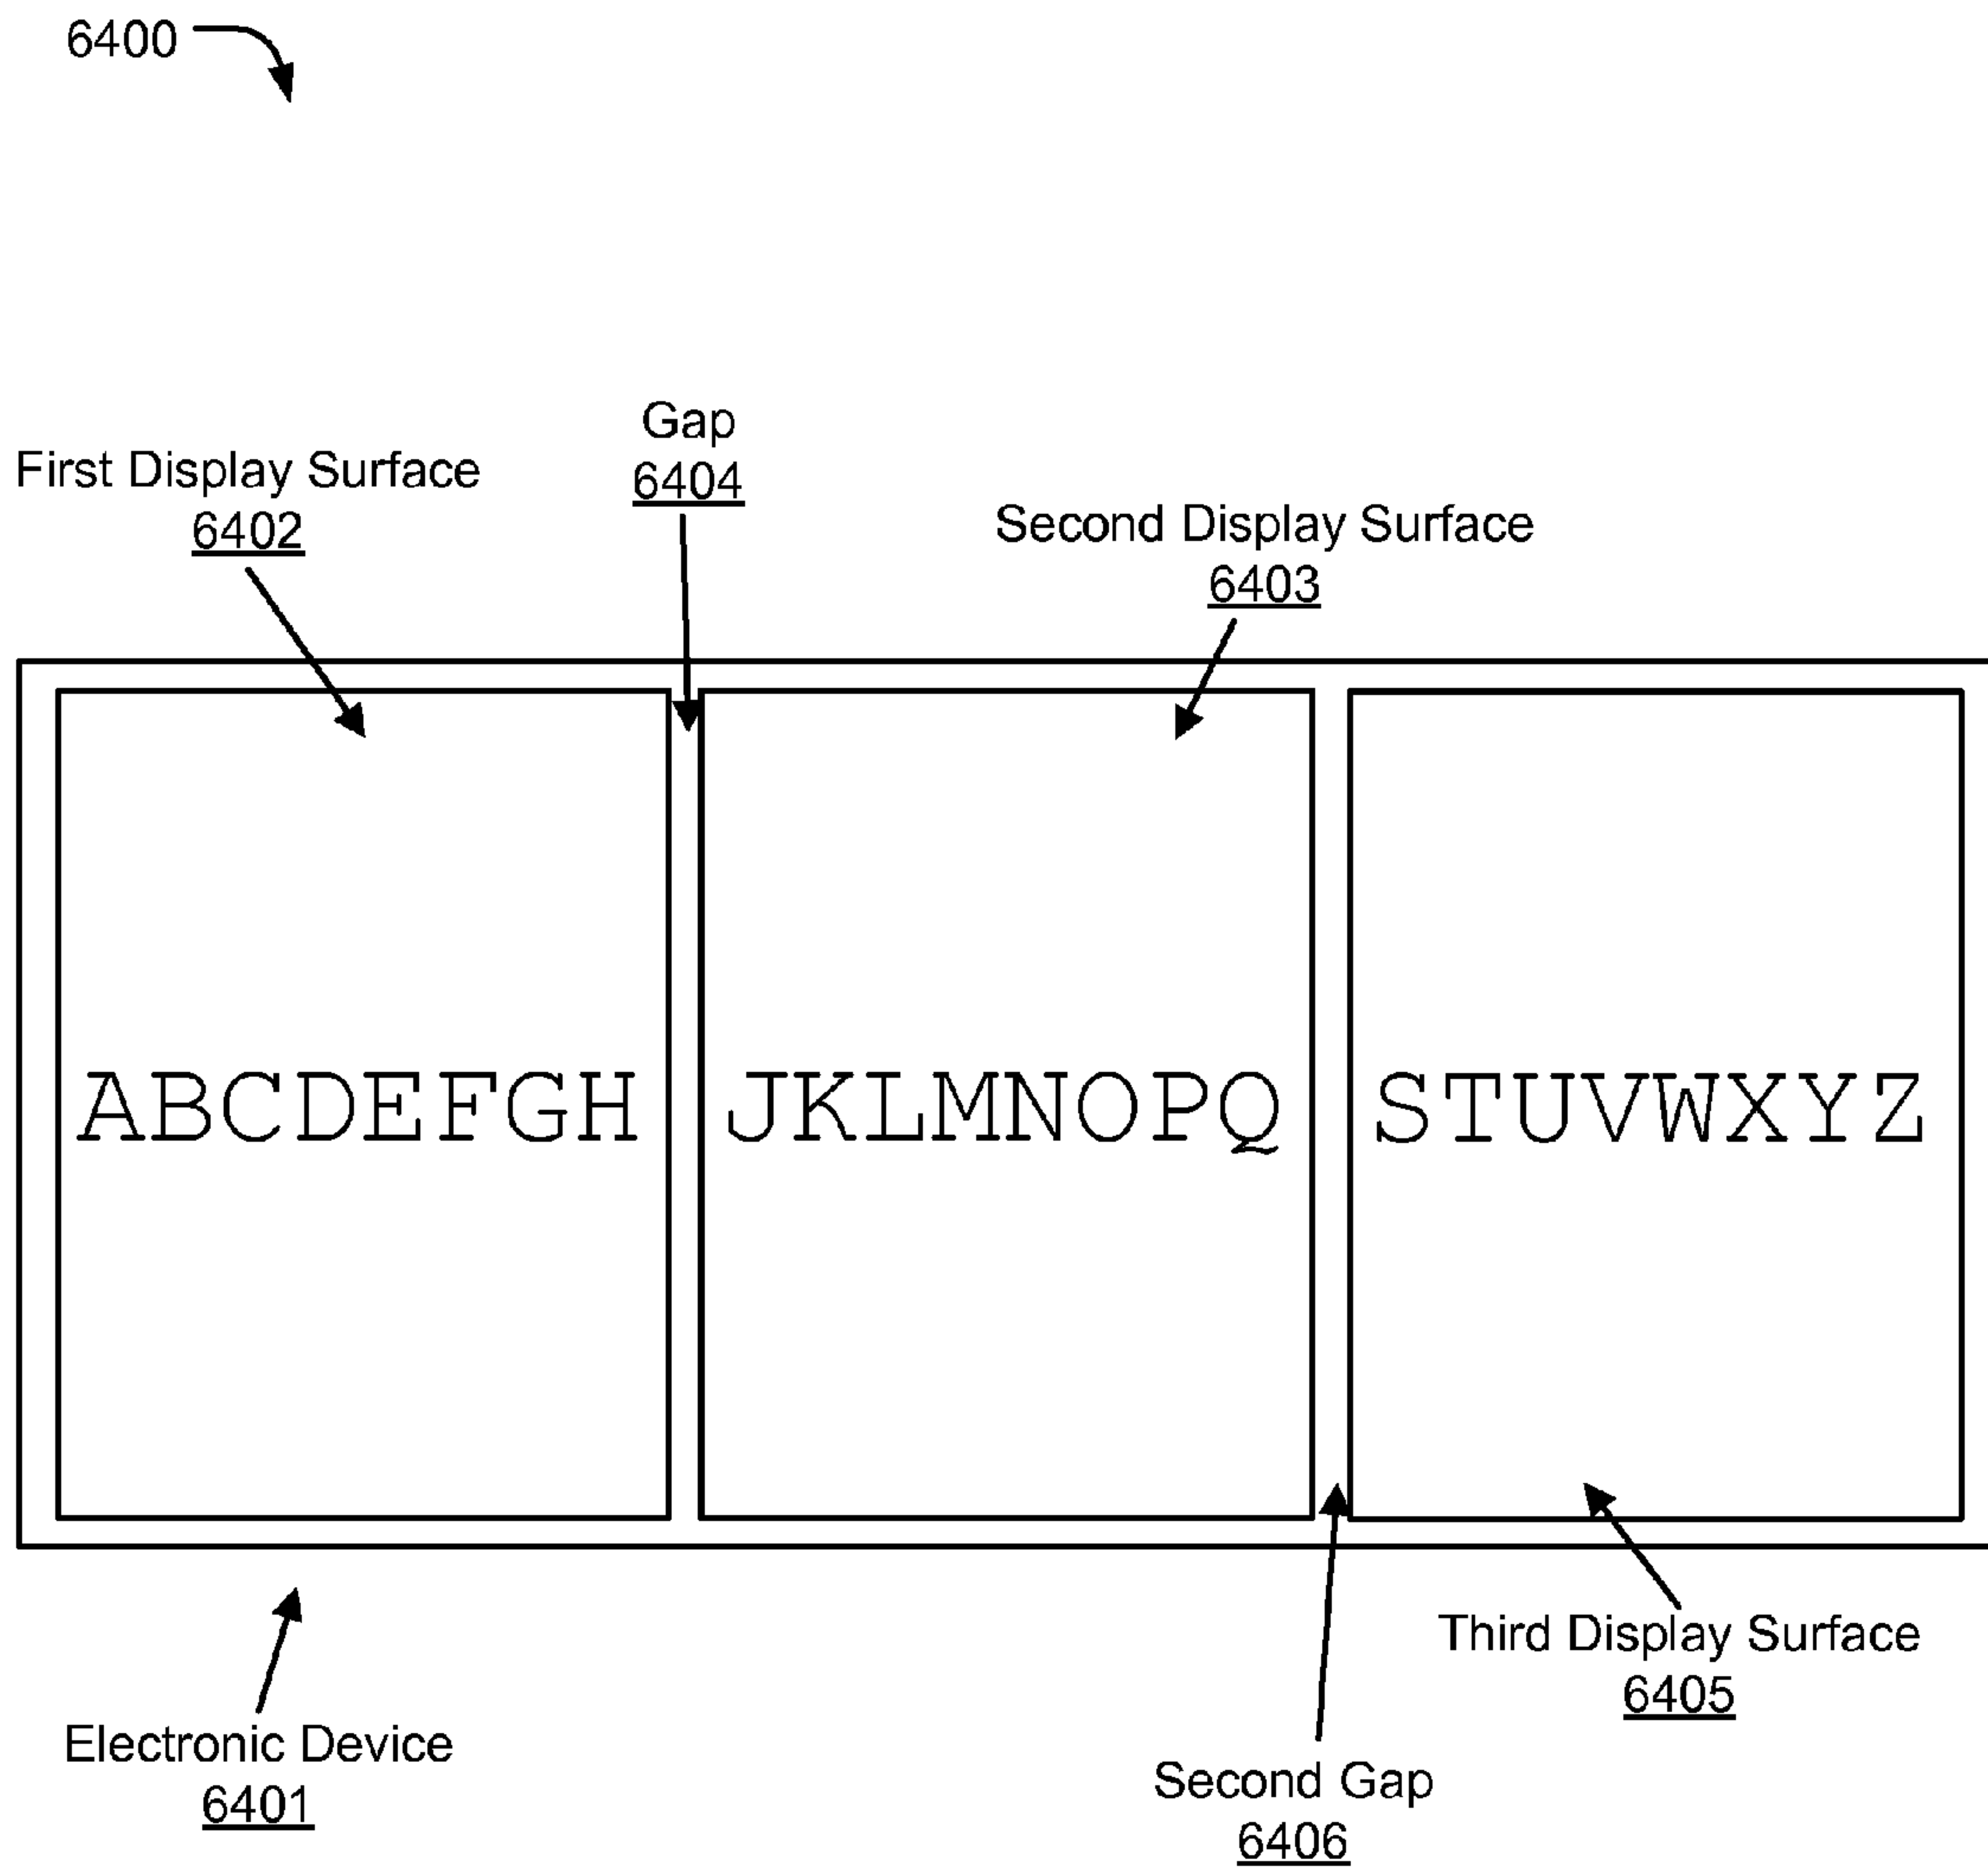 6400
Gap
6404
First Display Surface
6402
Second Display Surface
6403
ABCDEFGH JKLMNOPQ STUVWXYZ
Third Display Surface
6405
Electronic Device
6401
Second Gap
6406